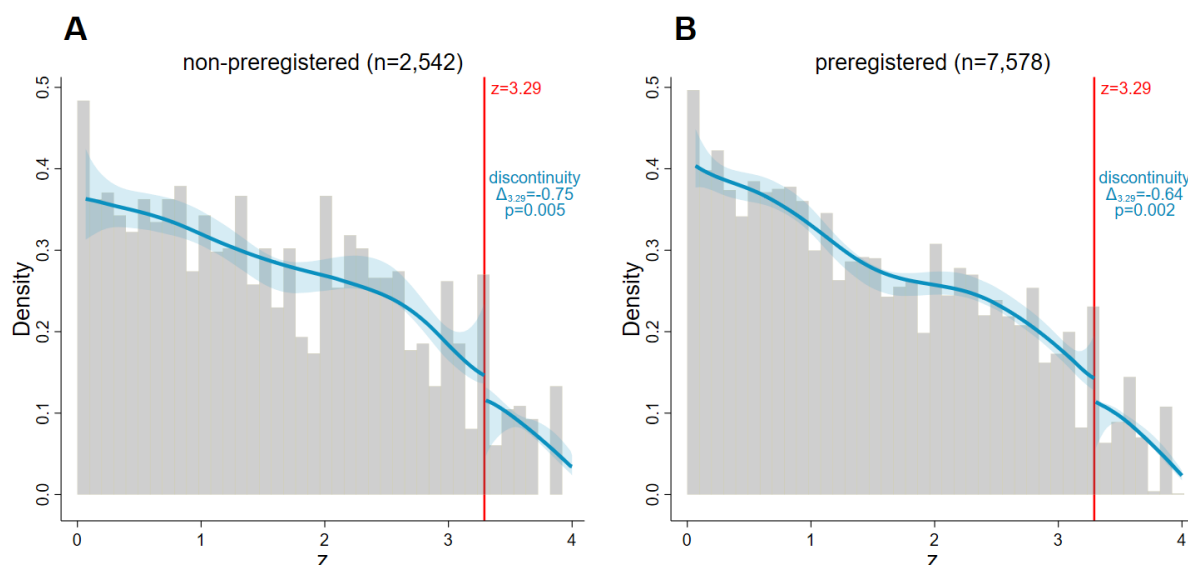 A
non-preregistered (n=2,542)
0.5
0.4
0.3
0.2
0.1
0.0
Density
z=3.29
discontinuity
Δ3.29=-0.75
p=0.005
0 1 2 3 4
z
B
preregistered (n=7,578)
0.5
0.4
0.3
0.2
0.1
0.0
Density
z=3.29
discontinuity
Δ3.29=-0.64
p=0.002
0 1 2 3 4
z